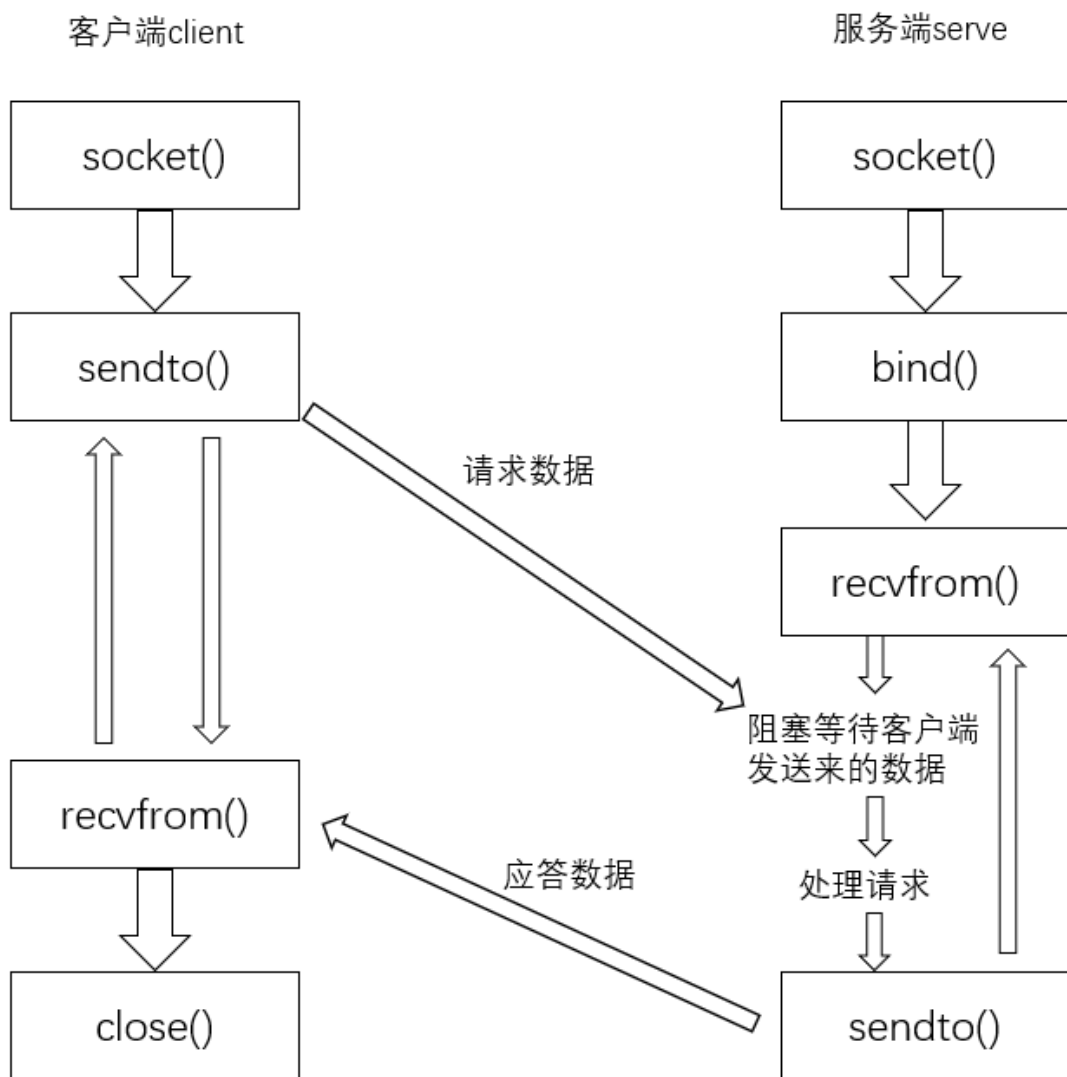 客户端client
服务端serve
socket()
socket()
sendto()
bind()
请求数据
recvfrom()
阻塞等待客户端
发送来的数据
recvfrom()
应答数据
处理请求
close()
sendto()